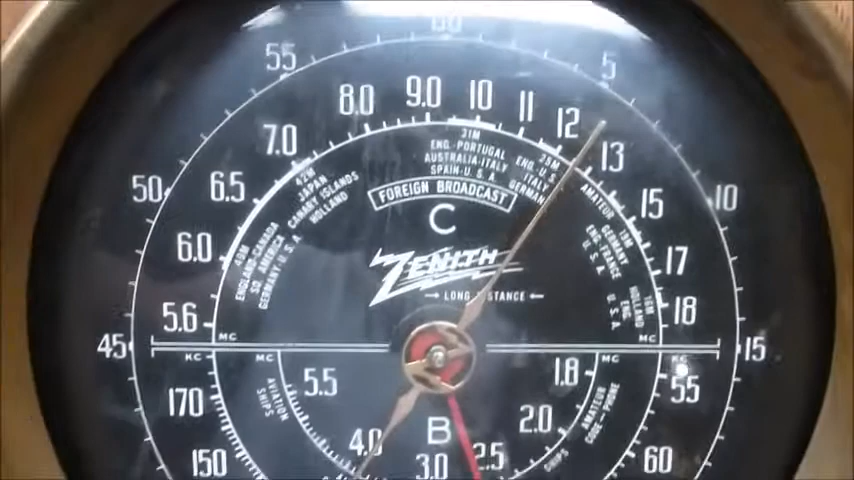 60
55
5
50
10
45
15
8.0
9.0
10
11
12
7.0
13
6.5
15
6.0
17
5.6
18
31M
ENG.-PORTUGAL
AUSTRALIA-ITALY
SPAIN-U.S.A.
25M
ENG. U.S.
ITALY
GERMANY
42M
JAPAN
CANARY ISLANDS
HOLLAND
49M
ENGLAND-CANADA
SO. AMERICA
GERMANY-U.S.A.
AMATEUR
19M
GERMANY
ENG.-FRANCE
U.S.A.
16M
HOLLAND
ENG.
U.S.A.
FOREIGN BROADCAST
C
ZENITH
LONG DISTANCE
MC
MC
KC
MC
MC
KC
170
150
5.5
4.0
3.0
2.5
2.0
1.8
55
60
AVIATION
SHIPS
AMATEUR
CODE-PHONE
SHIPS
B